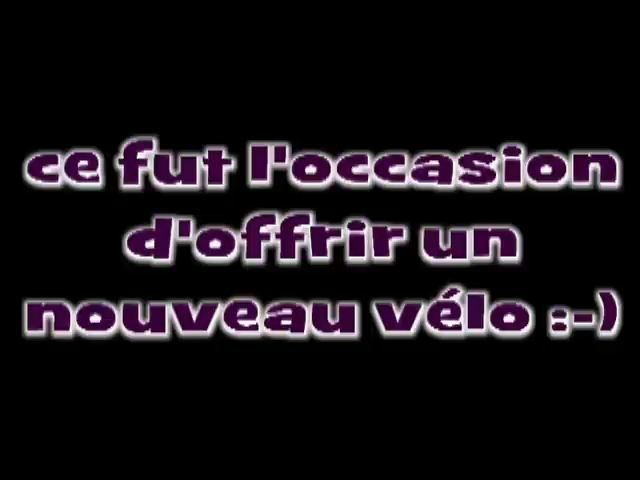 ce fut l'occasion
d'offrir un
nouveau vélo :-)